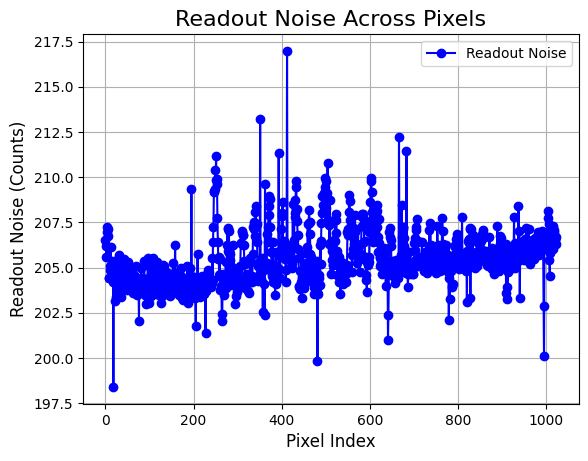 Readout Noise Across Pixels
Readout Noise
217.5
215.0
212.5
210.0
207.5
205.0
202.5
200.0
197.5
Readout Noise (Counts)
0 200 400 600 800 1000
Pixel Index